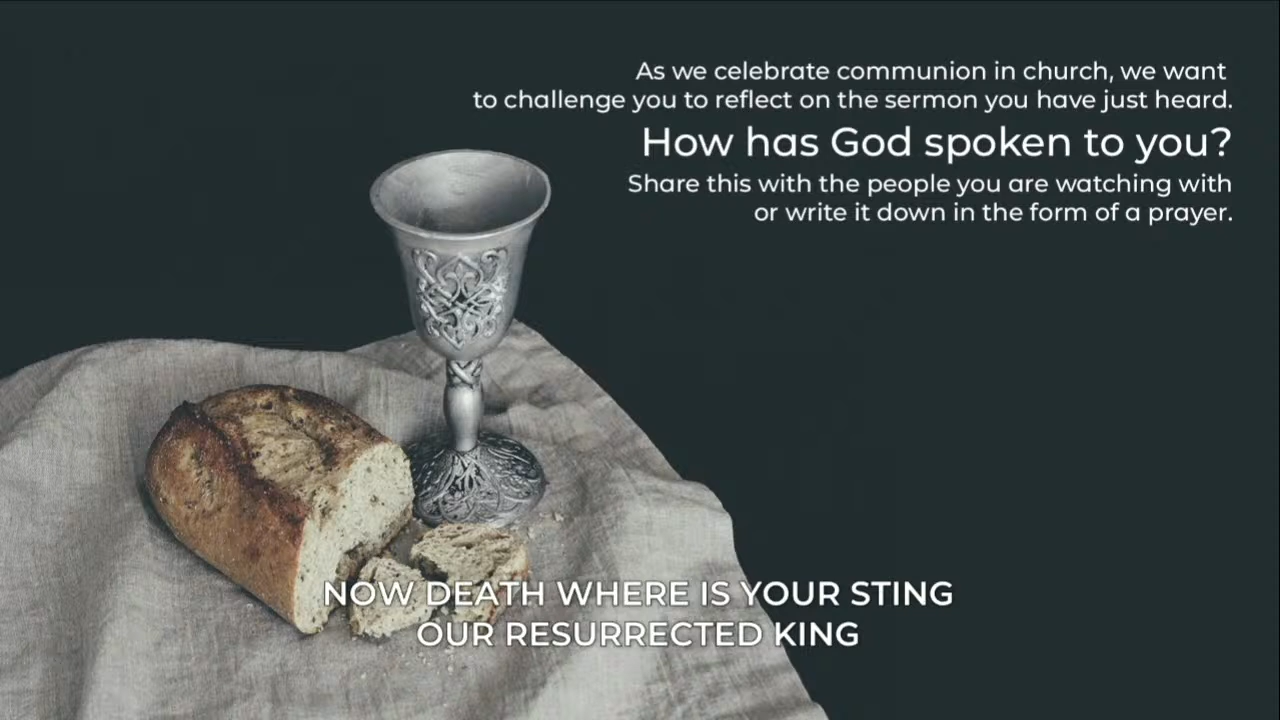 As we celebrate communion in church, we want
to challenge you to reflect on the sermon you have just heard.
How has God spoken to you?
Share this with the people you are watching with
or write it down in the form of a prayer.
NOW DEATH WHERE IS YOUR STING
OUR RESURRECTED KING